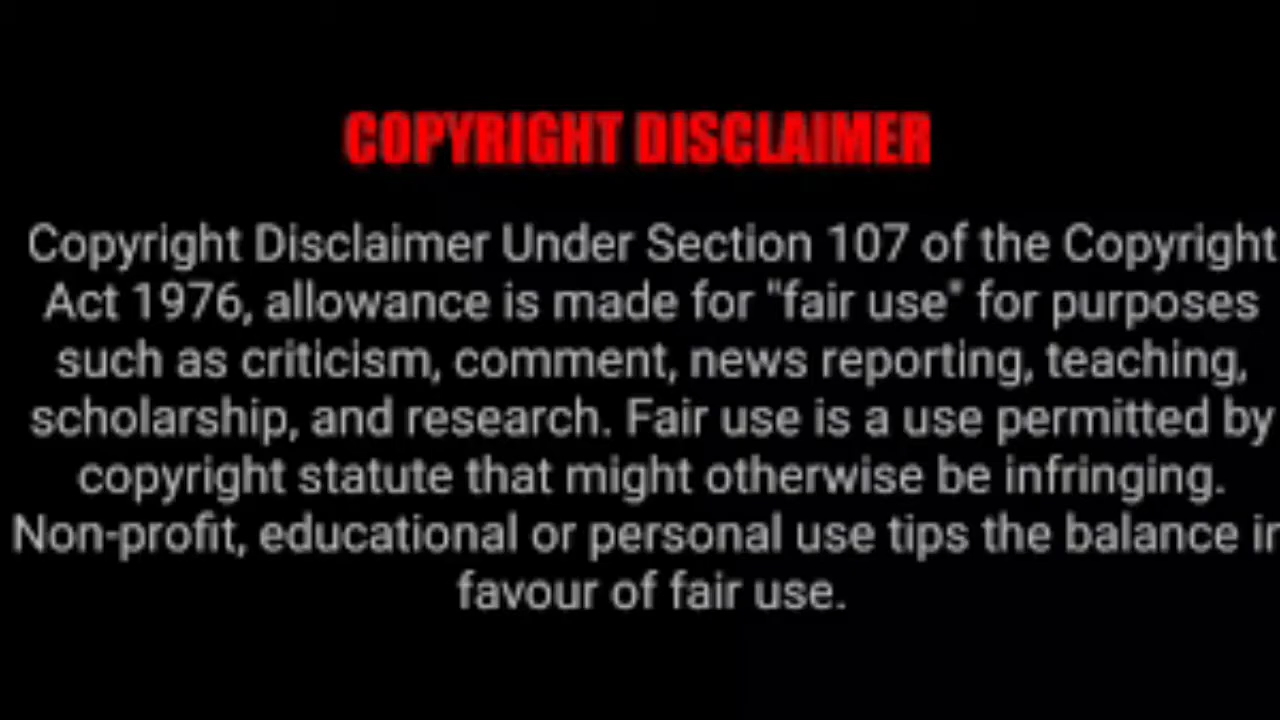 COPYRIGHT DISCLAIMER
Copyright Disclaimer Under Section 107 of the Copyright
Act 1976, allowance is made for "fair use" for purposes
such as criticism, comment, news reporting, teaching,
scholarship, and research. Fair use is a use permitted by
copyright statute that might otherwise be infringing.
Non-profit, educational or personal use tips the balance in
favour of fair use.